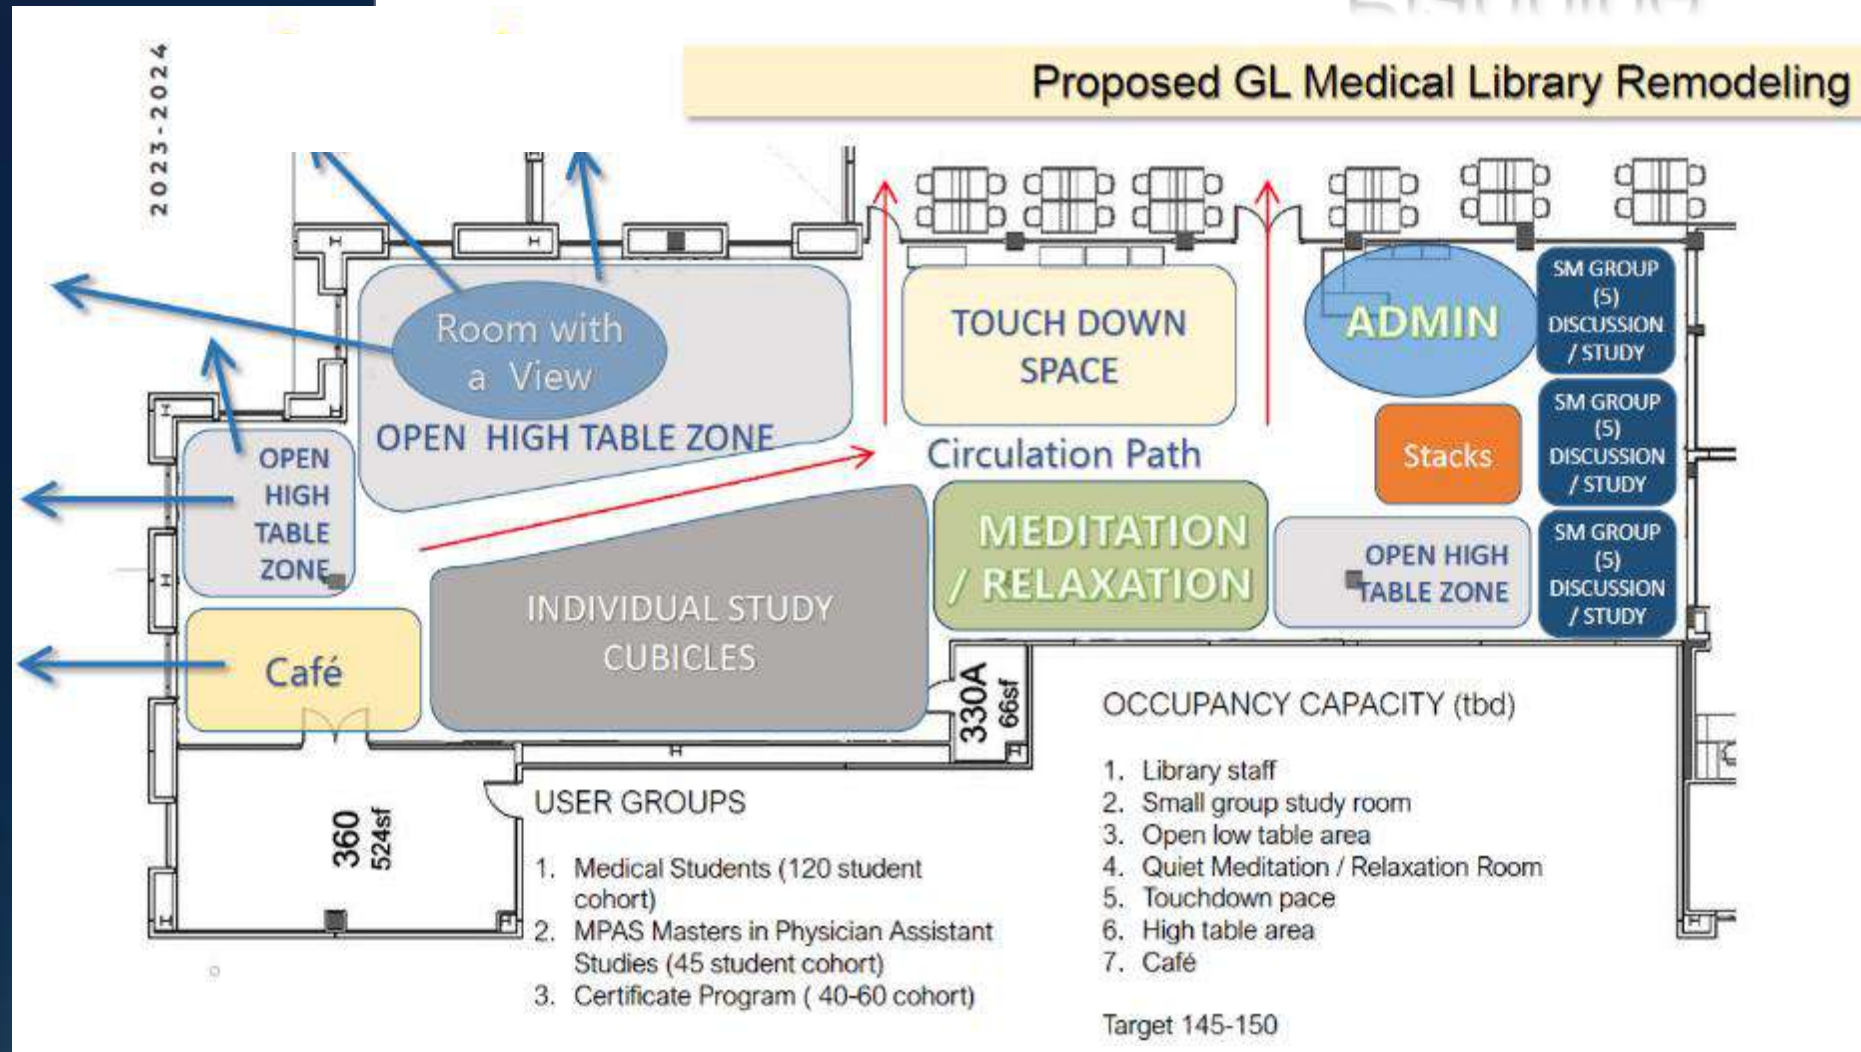 Proposed GL Medical Library Remodeling
2023-2024
Room with
a View
OPEN HIGH TABLE ZONE
TOUCH DOWN
SPACE
ADMIN
SM GROUP
(5)
DISCUSSION
/ STUDY
OPEN
HIGH
TABLE
ZONE
Circulation Path
Stacks
SM GROUP
(5)
DISCUSSION
/ STUDY
INDIVIDUAL STUDY
CUBICLES
MEDITATION
/ RELAXATION
OPEN HIGH
TABLE ZONE
SM GROUP
(5)
DISCUSSION
/ STUDY
Café
330A
66sf
360
524sf
USER GROUPS
1. Medical Students (120 student
cohort)
2. MPAS Masters in Physician Assistant
Studies (45 student cohort)
3. Certificate Program ( 40-60 cohort)
OCCUPANCY CAPACITY (tbd)
1. Library staff
2. Small group study room
3. Open low table area
4. Quiet Meditation / Relaxation Room
5. Touchdown pace
6. High table area
7. Café
Target 145-150